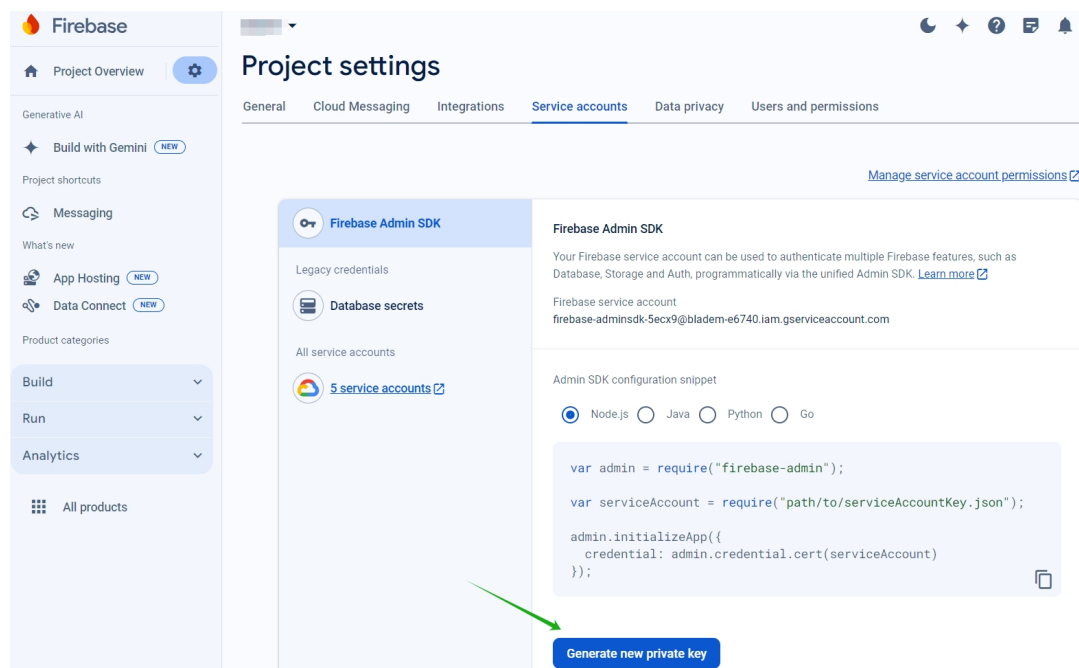 Firebase
Project Overview
Generative AI
Build with Gemini NEW
Project shortcuts
Messaging
What's new
App Hosting NEW
Data Connect NEW
Product categories
Build
Run
Analytics
All products
Project settings
General Cloud Messaging Integrations Service accounts Data privacy Users and permissions
Manage service account permissions
Firebase Admin SDK
Legacy credentials
Database secrets
All service accounts
5 service accounts
Firebase Admin SDK
Your Firebase service account can be used to authenticate multiple Firebase features, such as
Database, Storage and Auth, programmatically via the unified Admin SDK. Learn more
Firebase service account
firebase-adminsdk-5ecx9@bladem-e6740.iam.gserviceaccount.com
Admin SDK configuration snippet
Node.js Java Python Go
var admin = require("firebase-admin");
var serviceAccount = require("path/to/serviceAccountKey.json");
admin.initializeApp({
  credential: admin.credential.cert(serviceAccount)
});
Generate new private key